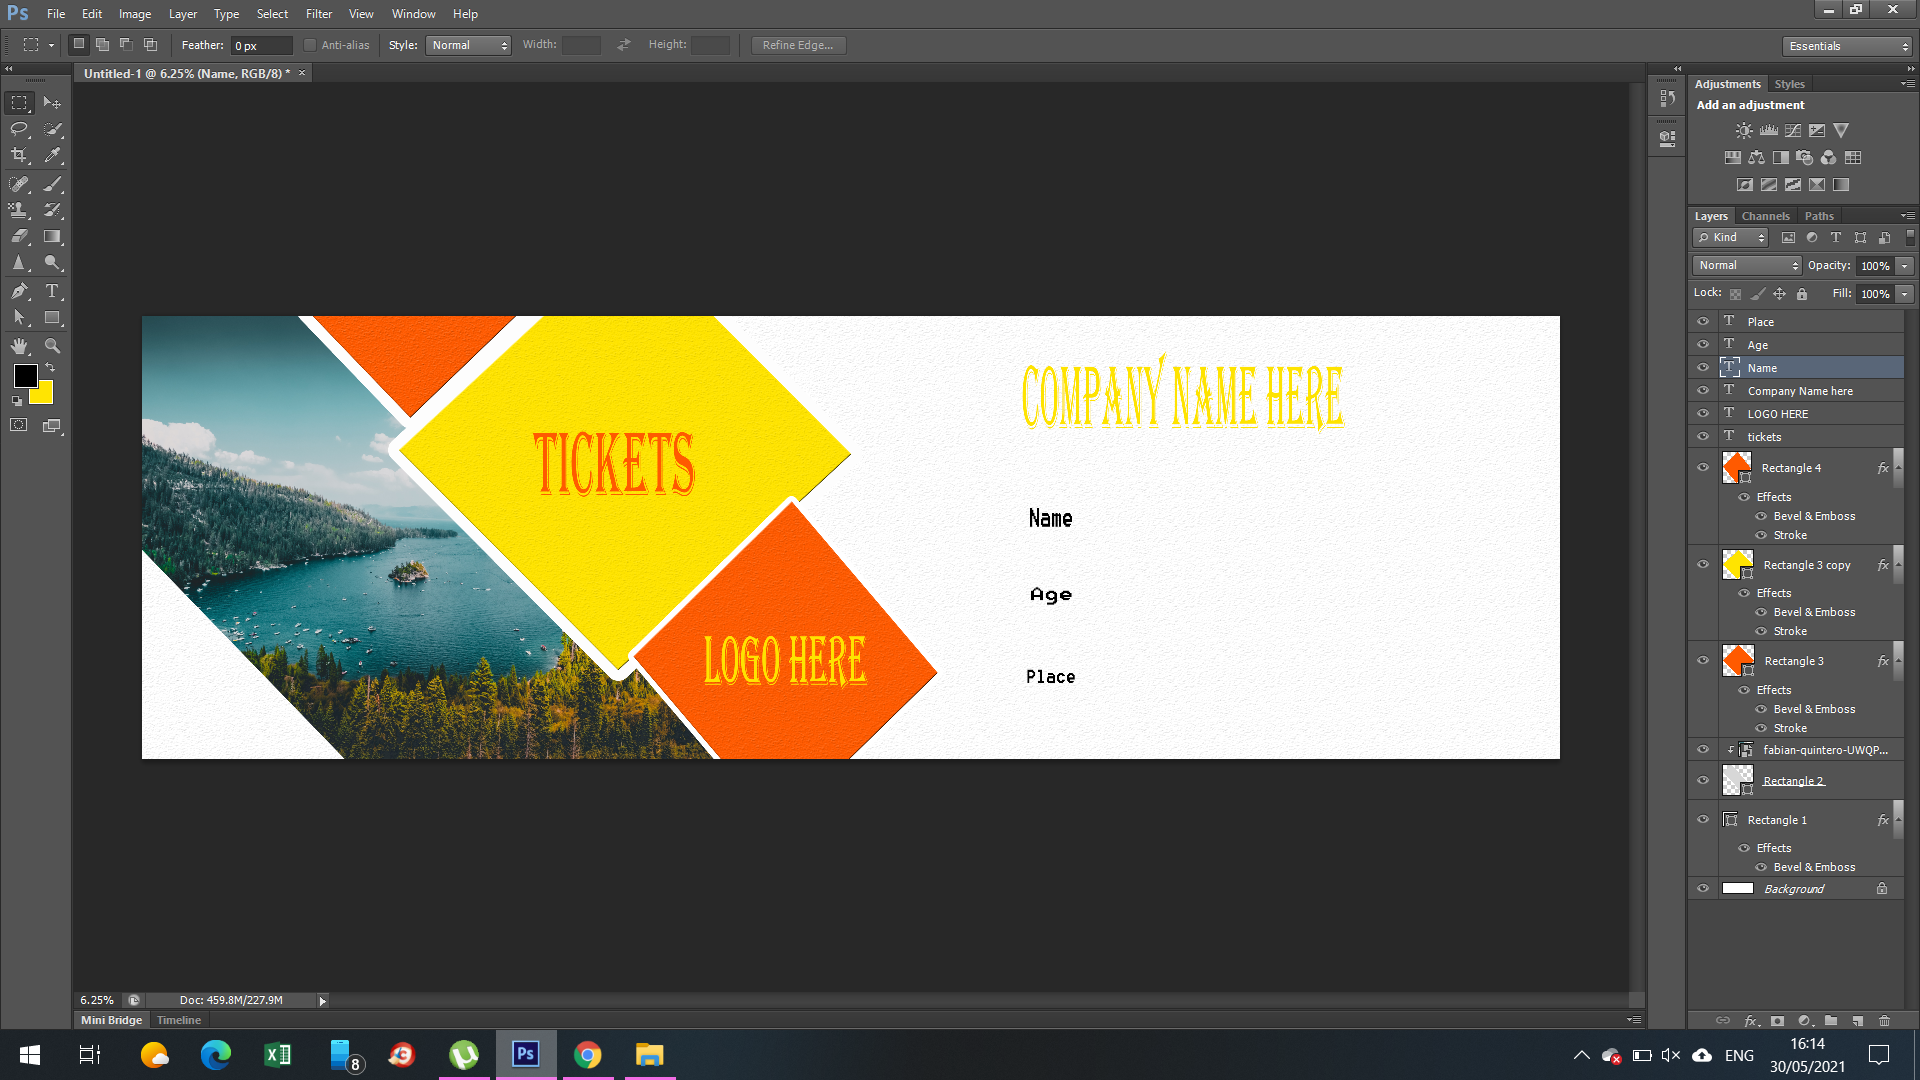 Ps File Edit Image Layer Type Select Filter View Window Help
Feather: 0 px Anti-alias Style: Normal Width: Height: Refine Edge... Essentials
Untitled-1 @ 6.25% (Name, RGB/8) * ×
Adjustments Styles
Add an adjustment
Layers Channels Paths
Kind
Normal Opacity: 100%
Lock: Fill: 100%
Place
Age
Name
Company Name here
LOGO HERE
tickets
Rectangle 4 fx
Effects
Bevel & Emboss
Stroke
Rectangle 3 copy fx
Effects
Bevel & Emboss
Stroke
Rectangle 3 fx
Effects
Bevel & Emboss
Stroke
fabian-quintero-UWQP...
Rectangle 2
Rectangle 1 fx
Effects
Bevel & Emboss
Background
TICKETS
LOGO HERE
COMPANY NAME HERE
Name
Age
Place
6.25% Doc: 459.8M/227.9M
Mini Bridge Timeline
8
Ps
ENG
16:14
30/05/2021